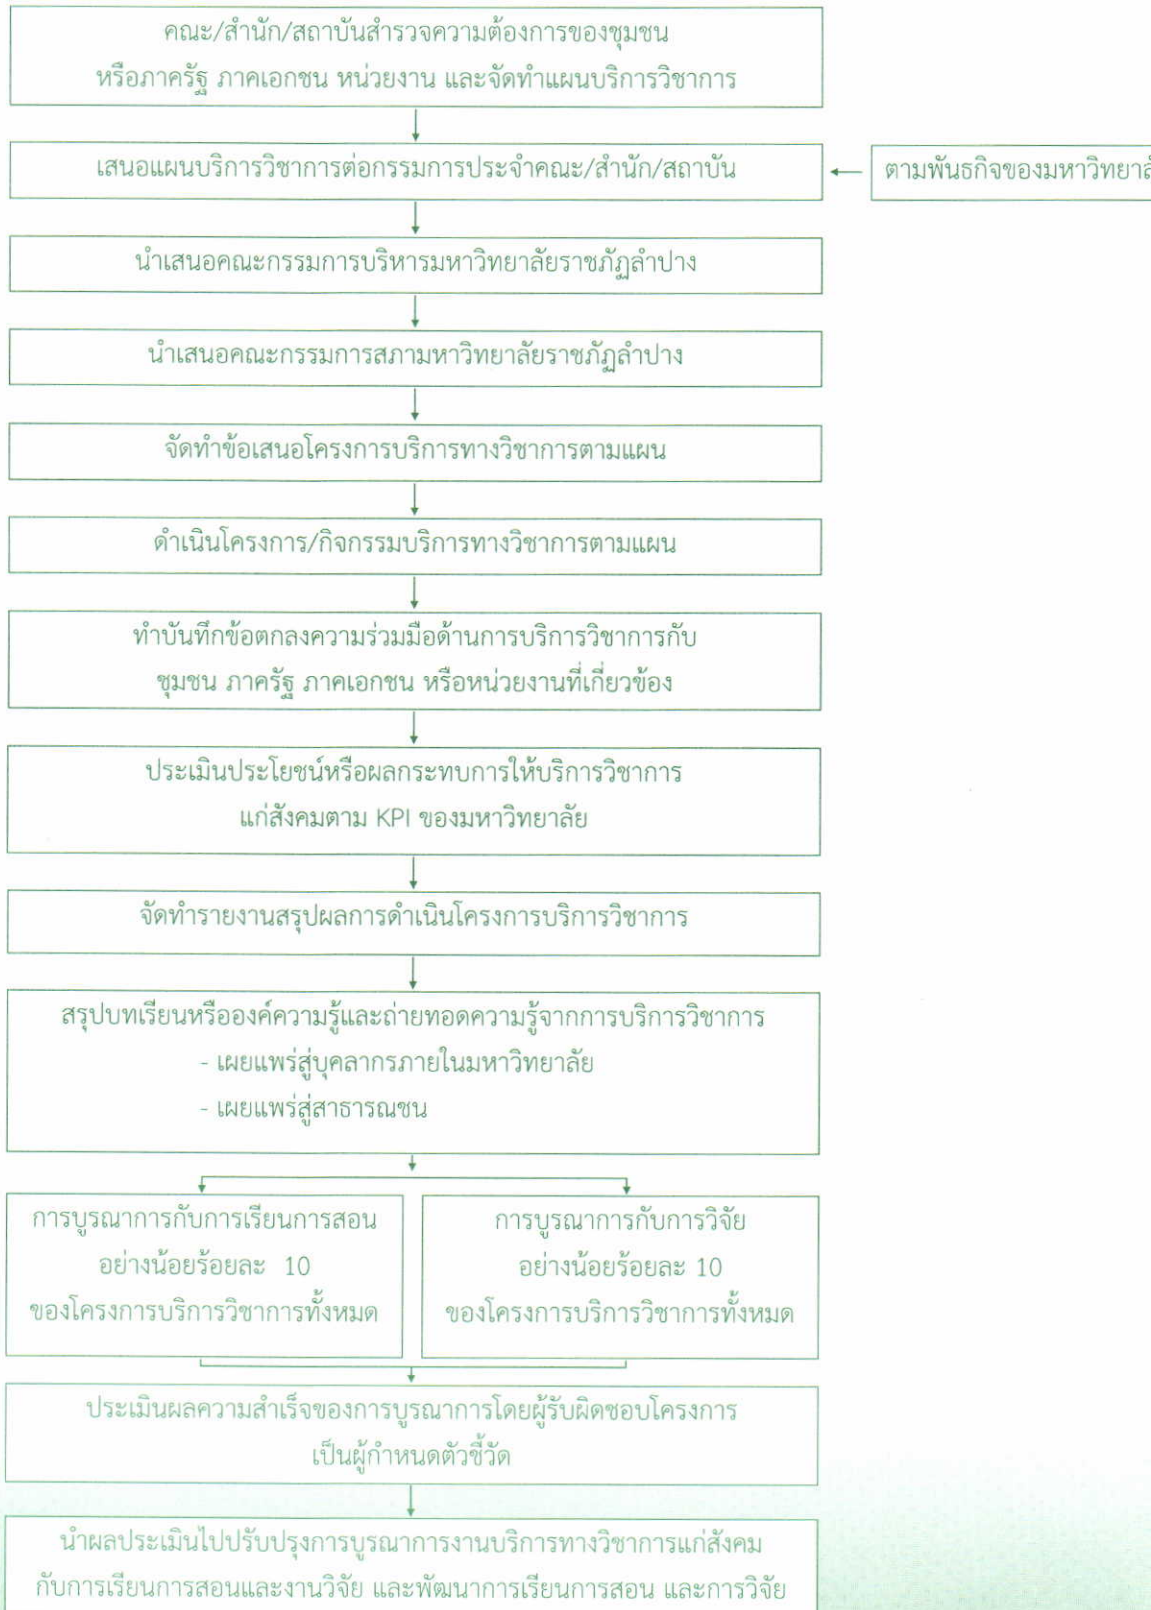 คณะ/สำนัก/สถาบันสำรวจความต้องการของชุมชน
หรือภาครัฐ ภาคเอกชน หน่วยงาน และจัดทำแผนบริการวิชาการ
เสนอแผนบริการวิชาการต่อกรรมการประจำคณะ/สำนัก/สถาบัน
ตามพันธกิจของมหาวิทยาลั
นำเสนอคณะกรรมการบริหารมหาวิทยาลัยราชภัฏลำปาง
นำเสนอคณะกรรมการสภามหาวิทยาลัยราชภัฏลำปาง
จัดทำข้อเสนอโครงการบริการทางวิชาการตามแผน
ดำเนินโครงการ/กิจกรรมบริการทางวิชาการตามแผน
ทำบันทึกข้อตกลงความร่วมมือด้านการบริการวิชาการกับ
ชุมชน ภาครัฐ ภาคเอกชน หรือหน่วยงานที่เกี่ยวข้อง
ประเมินประโยชน์หรือผลกระทบการให้บริการวิชาการ
แก่สังคมตาม KPI ของมหาวิทยาลัย
จัดทำรายงานสรุปผลการดำเนินโครงการบริการวิชาการ
สรุปบทเรียนหรือองค์ความรู้และถ่ายทอดความรู้จากการบริการวิชาการ
- เผยแพร่สู่บุคลากรภายในมหาวิทยาลัย
- เผยแพร่สู่สาธารณชน
การบูรณาการกับการเรียนการสอน
อย่างน้อยร้อยละ 10
ของโครงการบริการวิชาการทั้งหมด
การบูรณาการกับการวิจัย
อย่างน้อยร้อยละ 10
ของโครงการบริการวิชาการทั้งหมด
ประเมินผลความสำเร็จของการบูรณาการโดยผู้รับผิดชอบโครงการ
เป็นผู้กำหนดตัวชี้วัด
นำผลประเมินไปปรับปรุงการบูรณาการงานบริการทางวิชาการแก่สังคม
กับการเรียนการสอนและงานวิจัย และพัฒนาการเรียนการสอน และการวิจัย